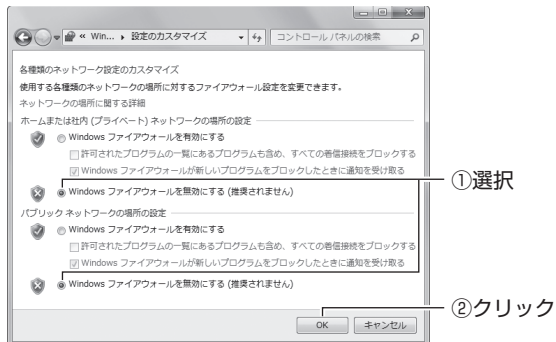 « Win... ▸ 設定のカスタマイズ
コントロール パネルの検索
各種類のネットワーク設定のカスタマイズ
使用する各種類のネットワークの場所に対するファイアウォール設定を変更できます。
ネットワークの場所に関する詳細
ホームまたは社内 (プライベート) ネットワークの場所の設定
Windows ファイアウォールを有効にする
許可されたプログラムの一覧にあるプログラムも含め、すべての着信接続をブロックする
Windows ファイアウォールが新しいプログラムをブロックしたときに通知を受け取る
Windows ファイアウォールを無効にする (推奨されません)
①選択
パブリック ネットワークの場所の設定
Windows ファイアウォールを有効にする
許可されたプログラムの一覧にあるプログラムも含め、すべての着信接続をブロックする
Windows ファイアウォールが新しいプログラムをブロックしたときに通知を受け取る
Windows ファイアウォールを無効にする (推奨されません)
②クリック
OK
キャンセル